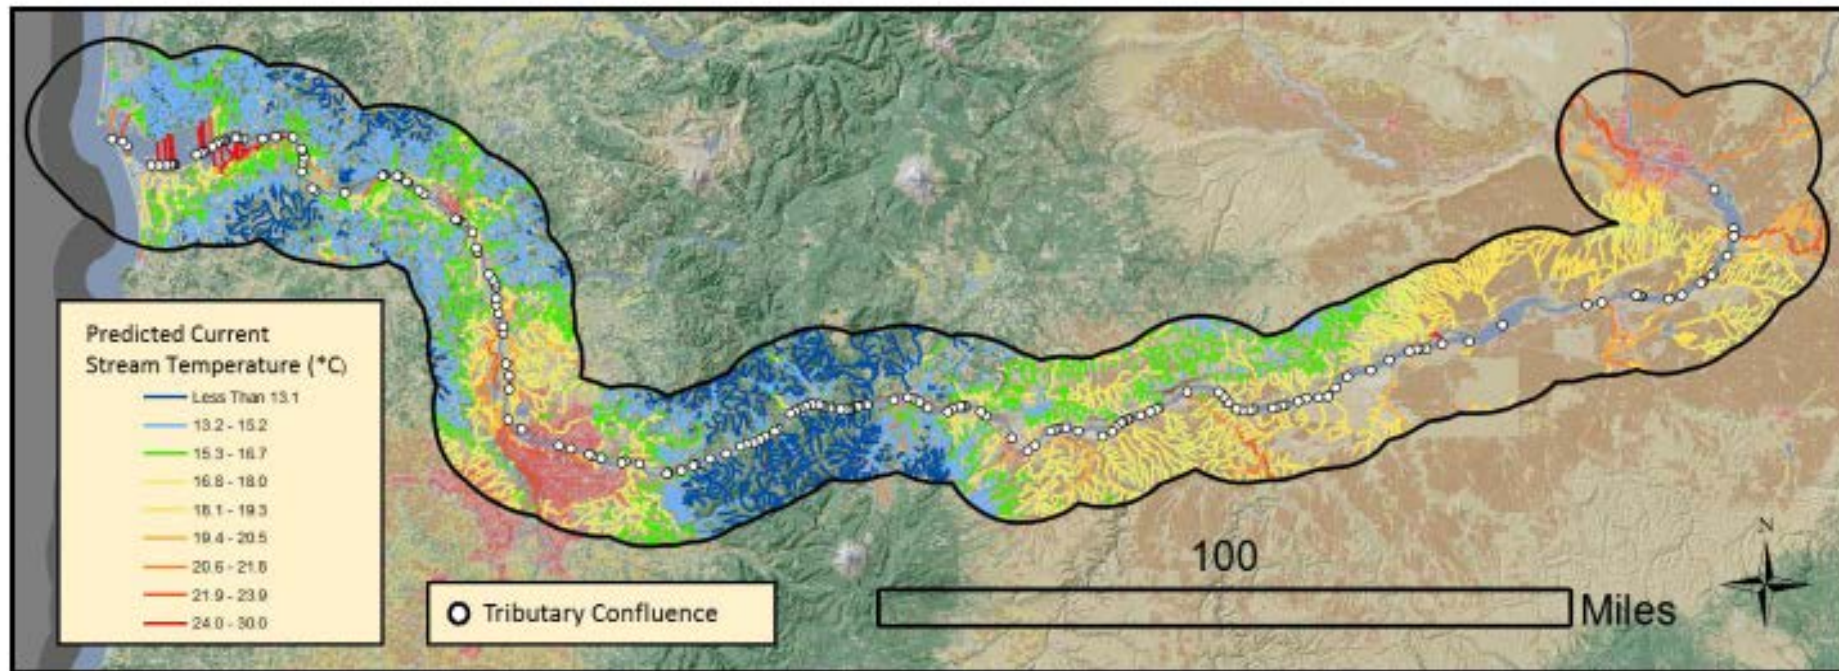 Predicted Current
Stream Temperature (°C)
Less Than 13.1
13.2 - 15.2
15.3 - 16.7
16.8 - 18.0
18.1 - 19.3
19.4 - 20.5
20.6 - 21.8
21.9 - 23.9
24.0 - 30.0
Tributary Confluence
100
Miles
N